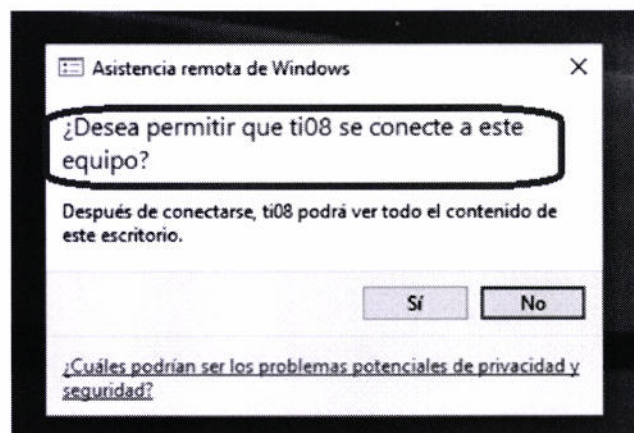 Asistencia remota de Windows
¿Desea permitir que ti08 se conecte a este
equipo?
Después de conectarse, ti08 podrá ver todo el contenido de
este escritorio.
Sí
No
¿Cuáles podrían ser los problemas potenciales de privacidad y
seguridad?